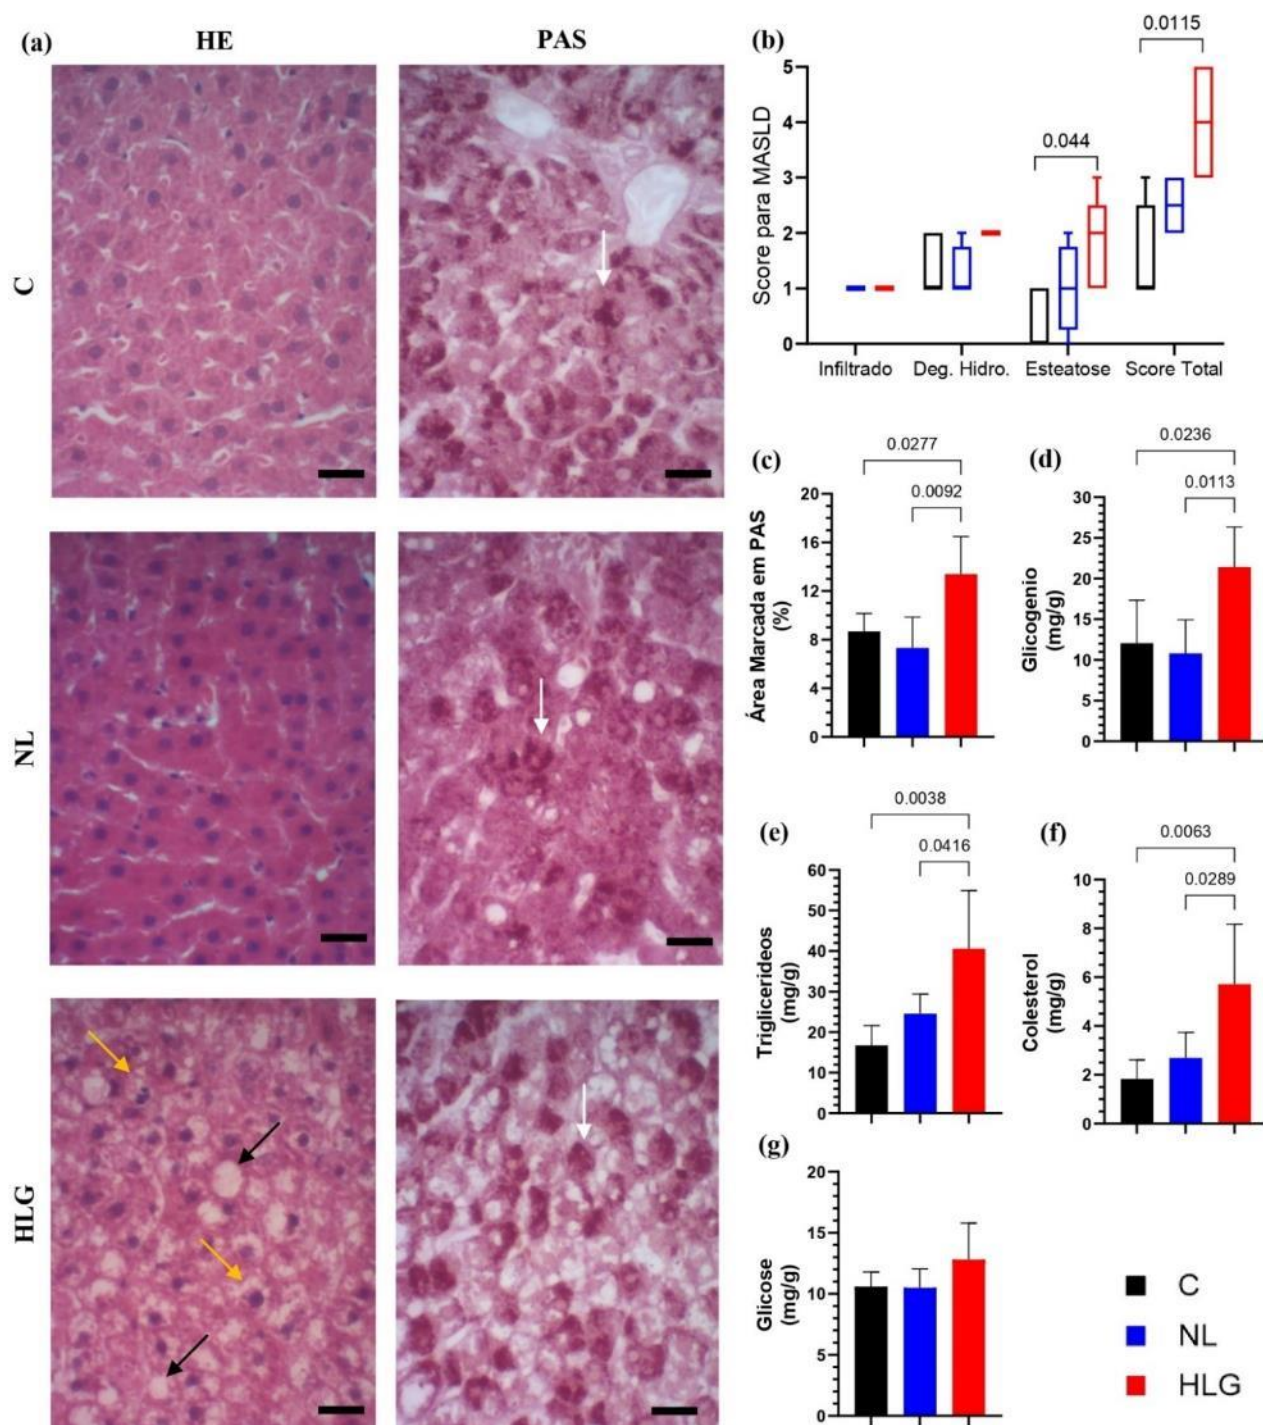 (a)
HE
PAS
C
NL
HLG
(b)
0.0115
0.044
Score para MASLD
5
4
3
2
1
0
Infiltrado
Deg. Hidro.
Esteatose
Score Total
(c)
0.0277
0.0092
Área Marcada em PAS
(%)
20
16
12
8
4
0
(d)
0.0236
0.0113
Glicogenio
(mg/g)
30
25
20
15
10
5
0
(e)
0.0038
0.0416
Triglicerideos
(mg/g)
60
50
40
30
20
10
0
(f)
0.0063
0.0289
Colesterol
(mg/g)
10
8
6
4
2
0
(g)
Glicose
(mg/g)
20
15
10
5
0
C
NL
HLG